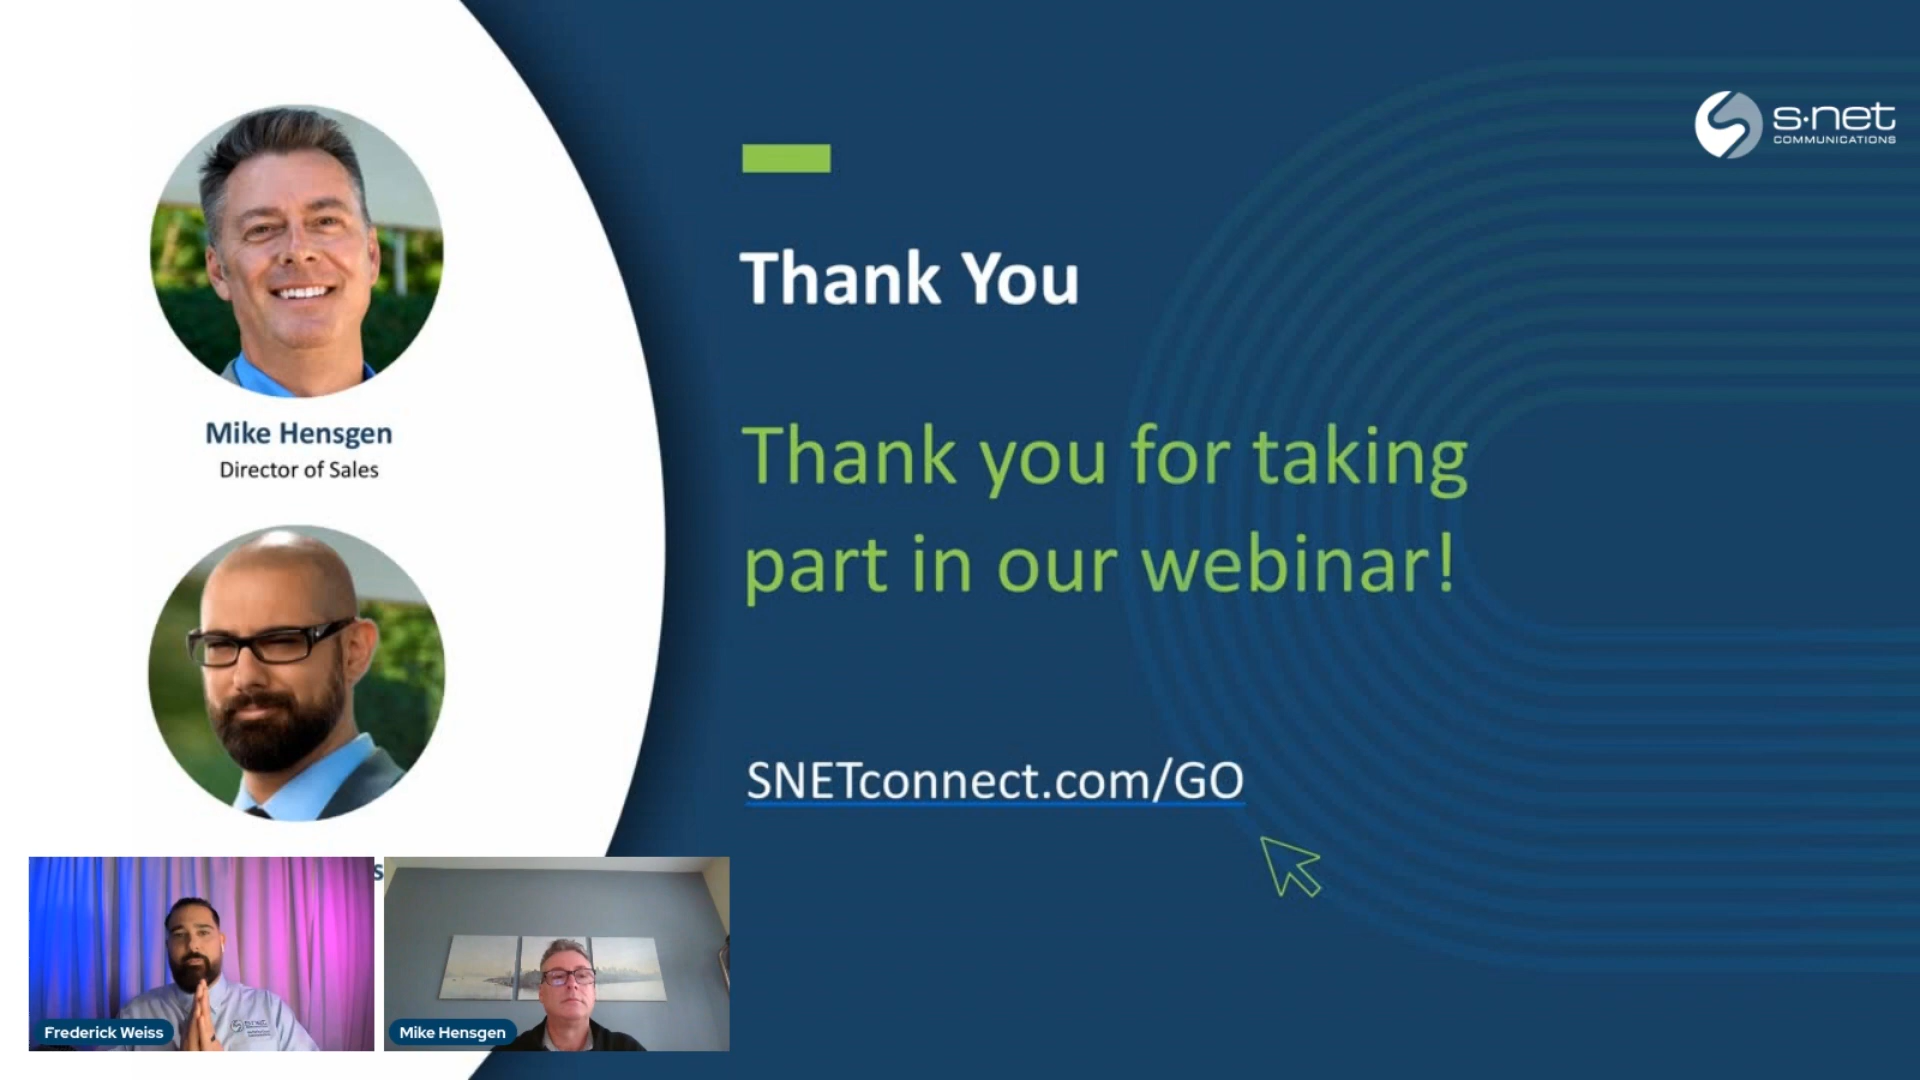 s·net
COMMUNICATIONS
Thank You
Mike Hensgen
Director of Sales
Thank you for taking
part in our webinar!
SNETconnect.com/GO
s
Frederick Weiss
Mike Hensgen
s·net